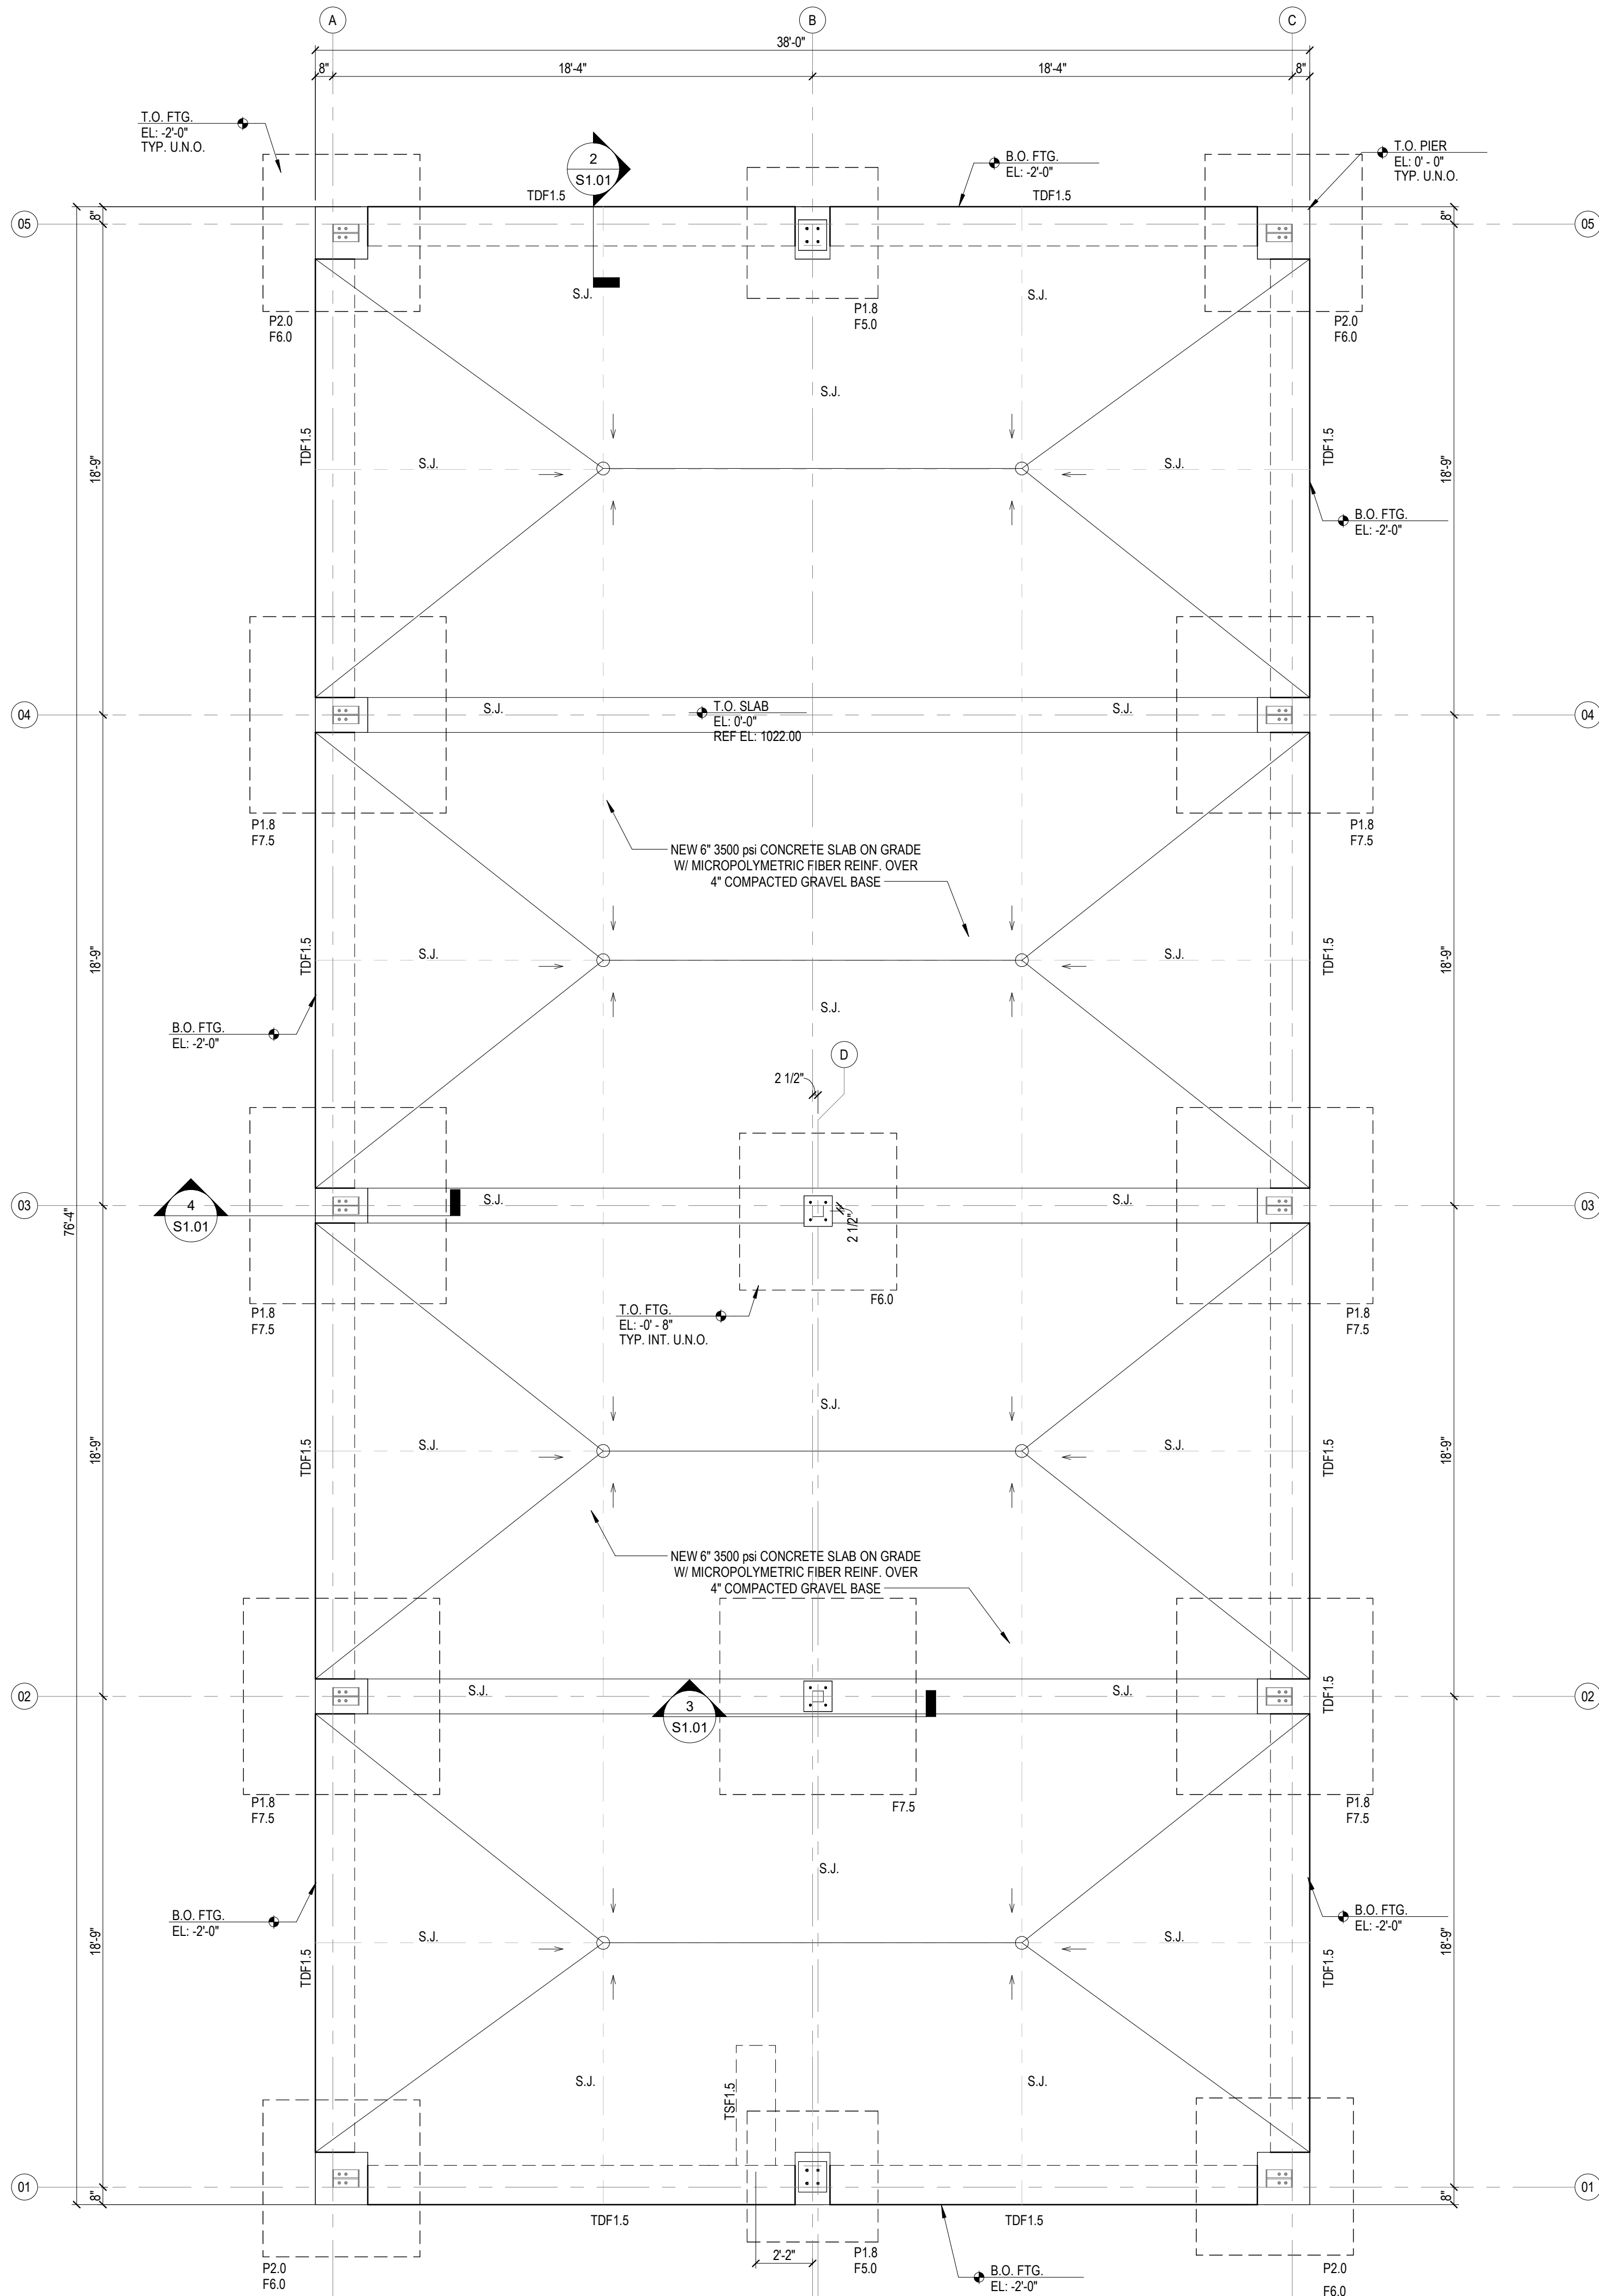 A
B
C
38'-0"
8"
18'-4"
18'-4"
8"
T.O. FTG.
EL: -2'-0"
TYP. U.N.O.
2
S1.01
B.O. FTG.
EL: -2'-0"
T.O. PIER
EL: 0' - 0"
TYP. U.N.O.
TDF1.5
TDF1.5
8"
8"
05
05
S.J.
S.J.
P2.0
F6.0
P1.8
F5.0
P2.0
F6.0
S.J.
18'-9"
TDF1.5
S.J.
S.J.
TDF1.5
18'-9"
B.O. FTG.
EL: -2'-0"
04
S.J.
T.O. SLAB
EL: 0'-0"
REF EL: 1022.00
S.J.
04
P1.8
F7.5
P1.8
F7.5
NEW 6" 3500 psi CONCRETE SLAB ON GRADE
W/ MICROPOLYMETRIC FIBER REINF. OVER
4" COMPACTED GRAVEL BASE
18'-9"
TDF1.5
S.J.
S.J.
TDF1.5
18'-9"
S.J.
B.O. FTG.
EL: -2'-0"
D
2 1/2"
76'-4"
03
4
S1.01
S.J.
2 1/2"
S.J.
03
P1.8
F7.5
T.O. FTG.
EL: -0' - 8"
TYP. INT. U.N.O.
F6.0
P1.8
F7.5
S.J.
18'-9"
TDF1.5
S.J.
S.J.
TDF1.5
18'-9"
NEW 6" 3500 psi CONCRETE SLAB ON GRADE
W/ MICROPOLYMETRIC FIBER REINF. OVER
4" COMPACTED GRAVEL BASE
02
S.J.
3
S1.01
S.J.
TDF1.5
02
P1.8
F7.5
F7.5
P1.8
F7.5
S.J.
B.O. FTG.
EL: -2'-0"
B.O. FTG.
EL: -2'-0"
18'-9"
TDF1.5
S.J.
S.J.
TDF1.5
18'-9"
S.J.
TSF1.5
S.J.
01
01
8"
8"
TDF1.5
TDF1.5
P2.0
F6.0
2'-2"
P1.8
F5.0
B.O. FTG.
EL: -2'-0"
P2.0
F6.0